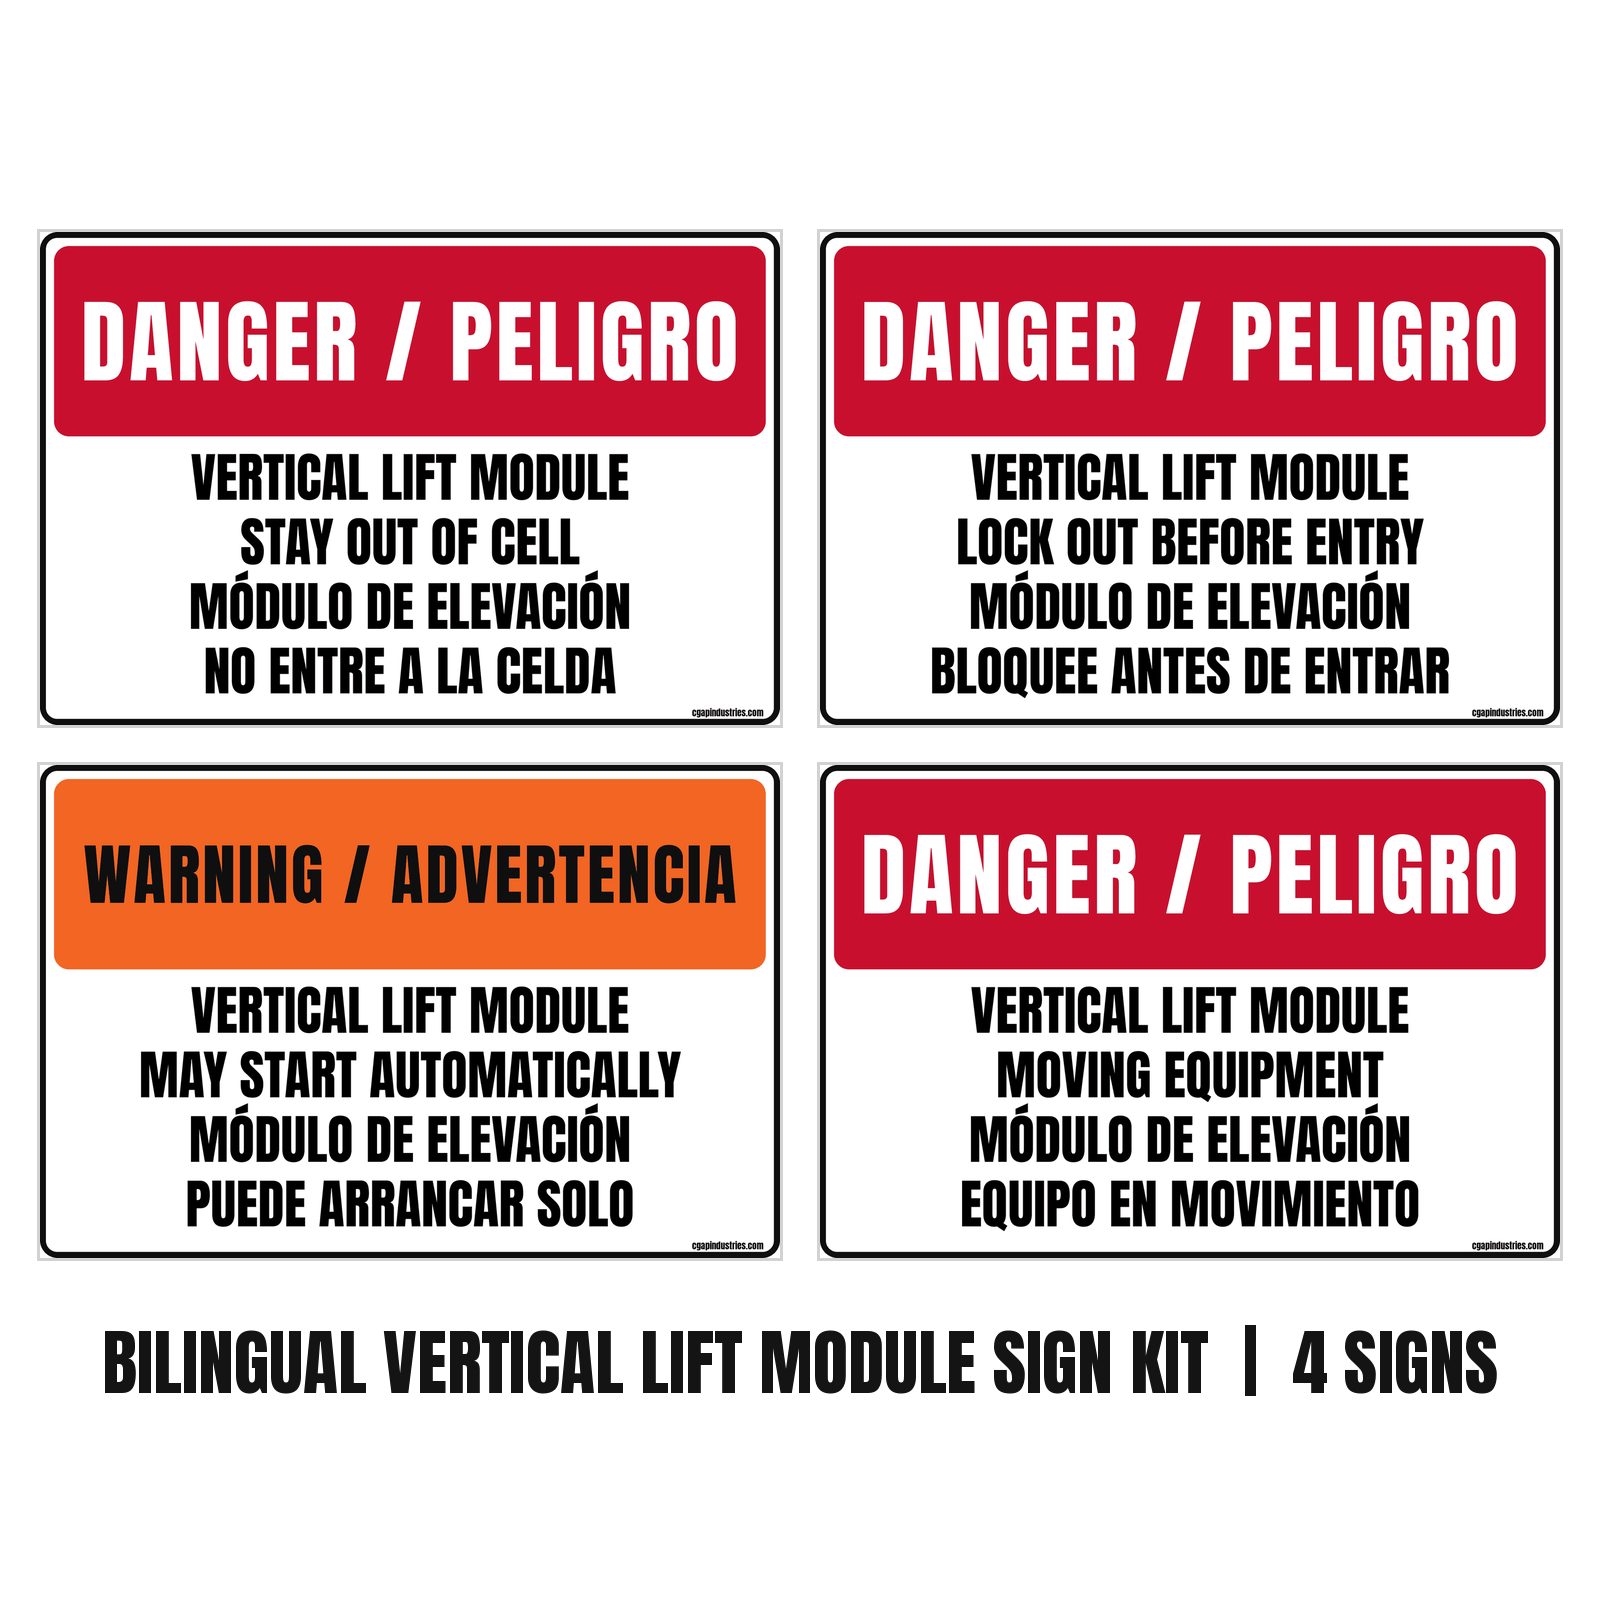 DANGER / PELIGRO
VERTICAL LIFT MODULE
STAY OUT OF CELL
MÓDULO DE ELEVACIÓN
NO ENTRE A LA CELDA
cgapindustries.com
DANGER / PELIGRO
VERTICAL LIFT MODULE
LOCK OUT BEFORE ENTRY
MÓDULO DE ELEVACIÓN
BLOQUEE ANTES DE ENTRAR
cgapindustries.com
WARNING / ADVERTENCIA
VERTICAL LIFT MODULE
MAY START AUTOMATICALLY
MÓDULO DE ELEVACIÓN
PUEDE ARRANCAR SOLO
cgapindustries.com
DANGER / PELIGRO
VERTICAL LIFT MODULE
MOVING EQUIPMENT
MÓDULO DE ELEVACIÓN
EQUIPO EN MOVIMIENTO
cgapindustries.com
BILINGUAL VERTICAL LIFT MODULE SIGN KIT | 4 SIGNS